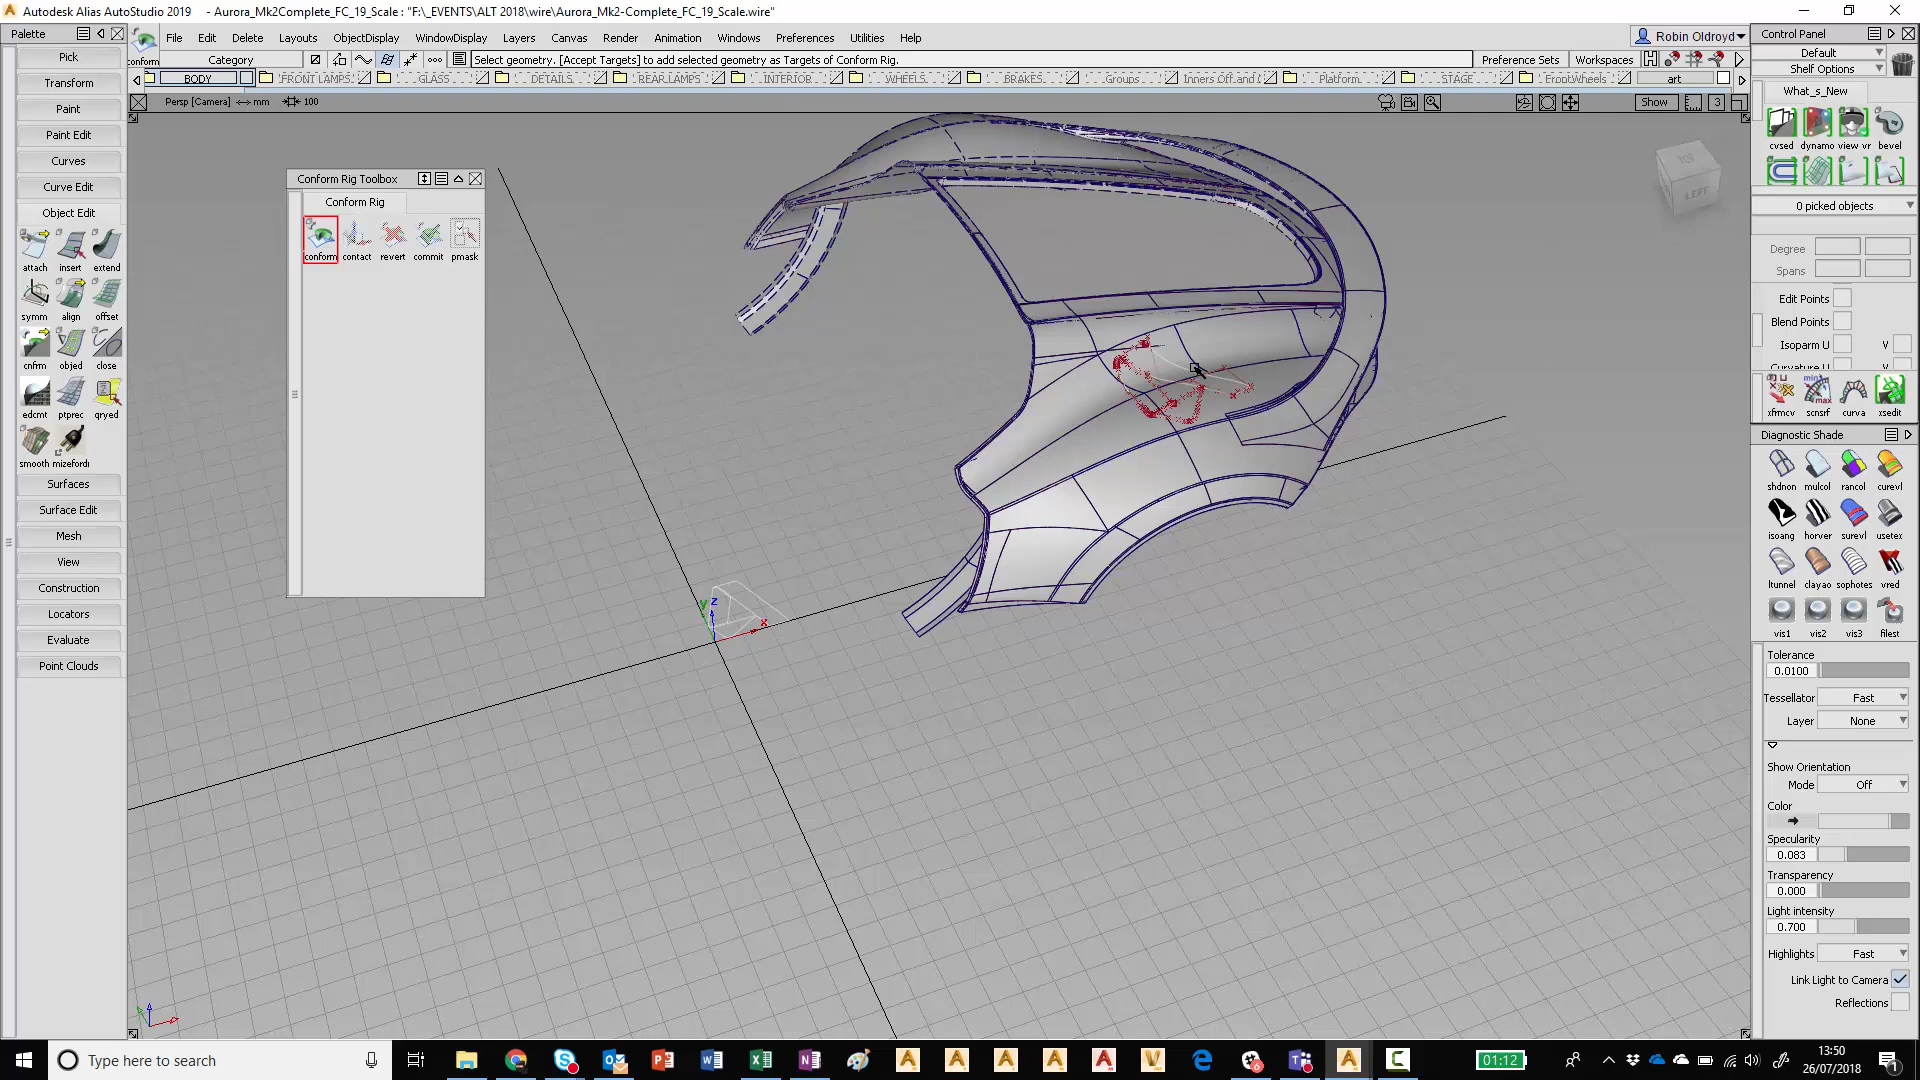 Autodesk Alias AutoStudio 2019 - Aurora_Mk2Complete_FC_19_Scale : "F:\_EVENTS\ALT 2018\wire\Aurora_Mk2-Complete_FC_19_Scale.wire"
Palette
File Edit Delete Layouts ObjectDisplay WindowDisplay Layers Canvas Render Animation Windows Preferences Utilities Help
Robin Oldroyd
Control Panel
conform
Category
Select geometry. [Accept Targets] to add selected geometry as Targets of Conform Rig.
Preference Sets
Workspaces
Default
Shelf Options
BODY FRONT LAMPS GLASS DETAILS REAR LAMPS INTERIOR WHEELS BRAKES Groups Inners Off.and Platform STAGE FrontWheels art
Persp [Camera] <-> mm 100
Show
3
Pick
Transform
Paint
Paint Edit
Curves
Curve Edit
Object Edit
attach insert extend
symm align offset
cnfrm objed close
edcmt ptprec qryed
smooth mizefordi
Surfaces
Surface Edit
Mesh
View
Construction
Locators
Evaluate
Point Clouds
Conform Rig Toolbox
Conform Rig
conform contact revert commit pmask
TOP
LEFT
y z
x
What_s_New
cvsed dynamo view vr bevel
0 picked objects
Degree
Spans
Edit Points
Blend Points
Isoparm U V
Curvature U V
xfrmcv scnsrf curva xsedit
Diagnostic Shade
shdnon mulcol rancol curevl
isoang horver surevl usetex
ltunnel clayao sophotes vred
vis1 vis2 vis3 filest
Tolerance
0.0100
Tessellator Fast
Layer None
Show Orientation
Mode Off
Color
Specularity
0.083
Transparency
0.000
Light intensity
0.700
Highlights Fast
Link Light to Camera
Reflections
Type here to search
01:12
13:50
26/07/2018